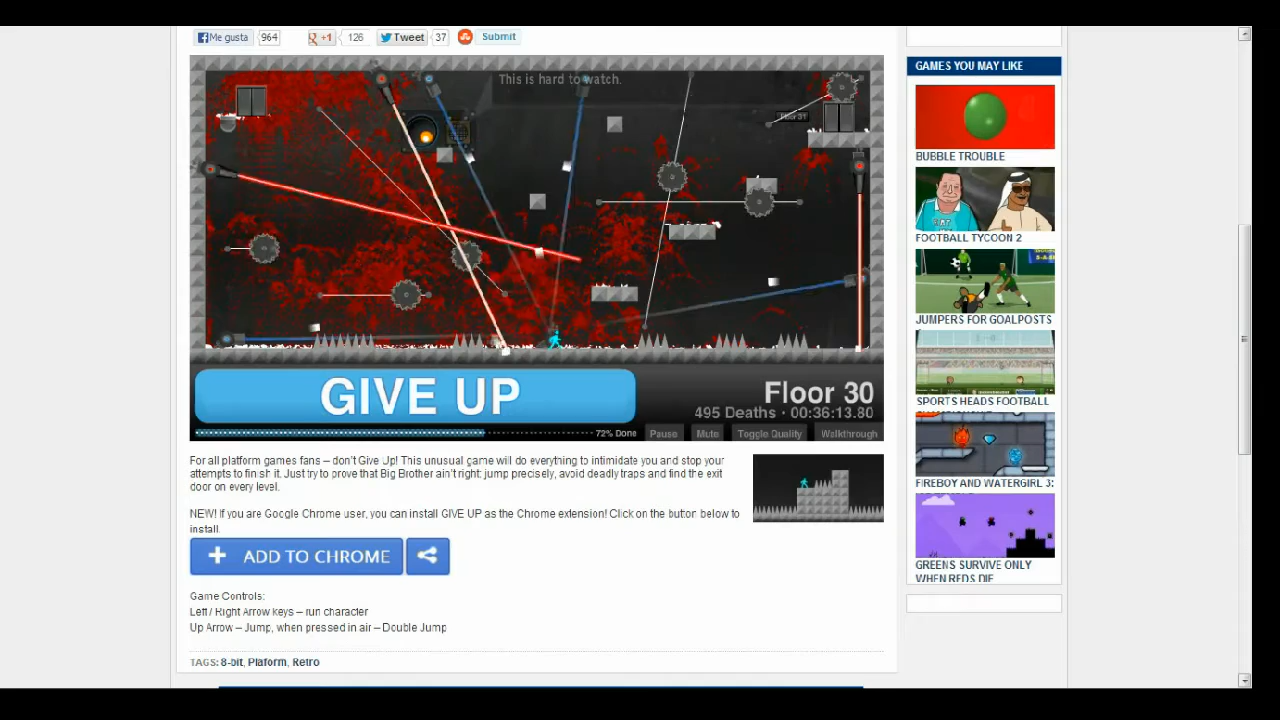 Me gusta 964 +1 126 Tweet 37 Submit
This is hard to watch.
Floor 31
GIVE UP
Floor 30
495 Deaths · 00:36:13.80
72% Done Pause Mute Toggle Quality Walkthrough
For all platform games fans – don't Give Up! This unusual game will do everything to intimidate you and stop your
attempts to finish it. Just try to prove that Big Brother ain't right: jump precisely, avoid deadly traps and find the exit
door on every level.
NEW! If you are Google Chrome user, you can install GIVE UP as the Chrome extension! Click on the button below to
install.
+ ADD TO CHROME
Game Controls:
Left / Right Arrow keys – run character
Up Arrow – Jump, when pressed in air – Double Jump
TAGS: 8-bit, Plaform, Retro
GAMES YOU MAY LIKE
BUBBLE TROUBLE
FOOTBALL TYCOON 2
JUMPERS FOR GOALPOSTS
SPORTS HEADS FOOTBALL
FIREBOY AND WATERGIRL 3:
GREENS SURVIVE ONLY
WHEN REDS DIE